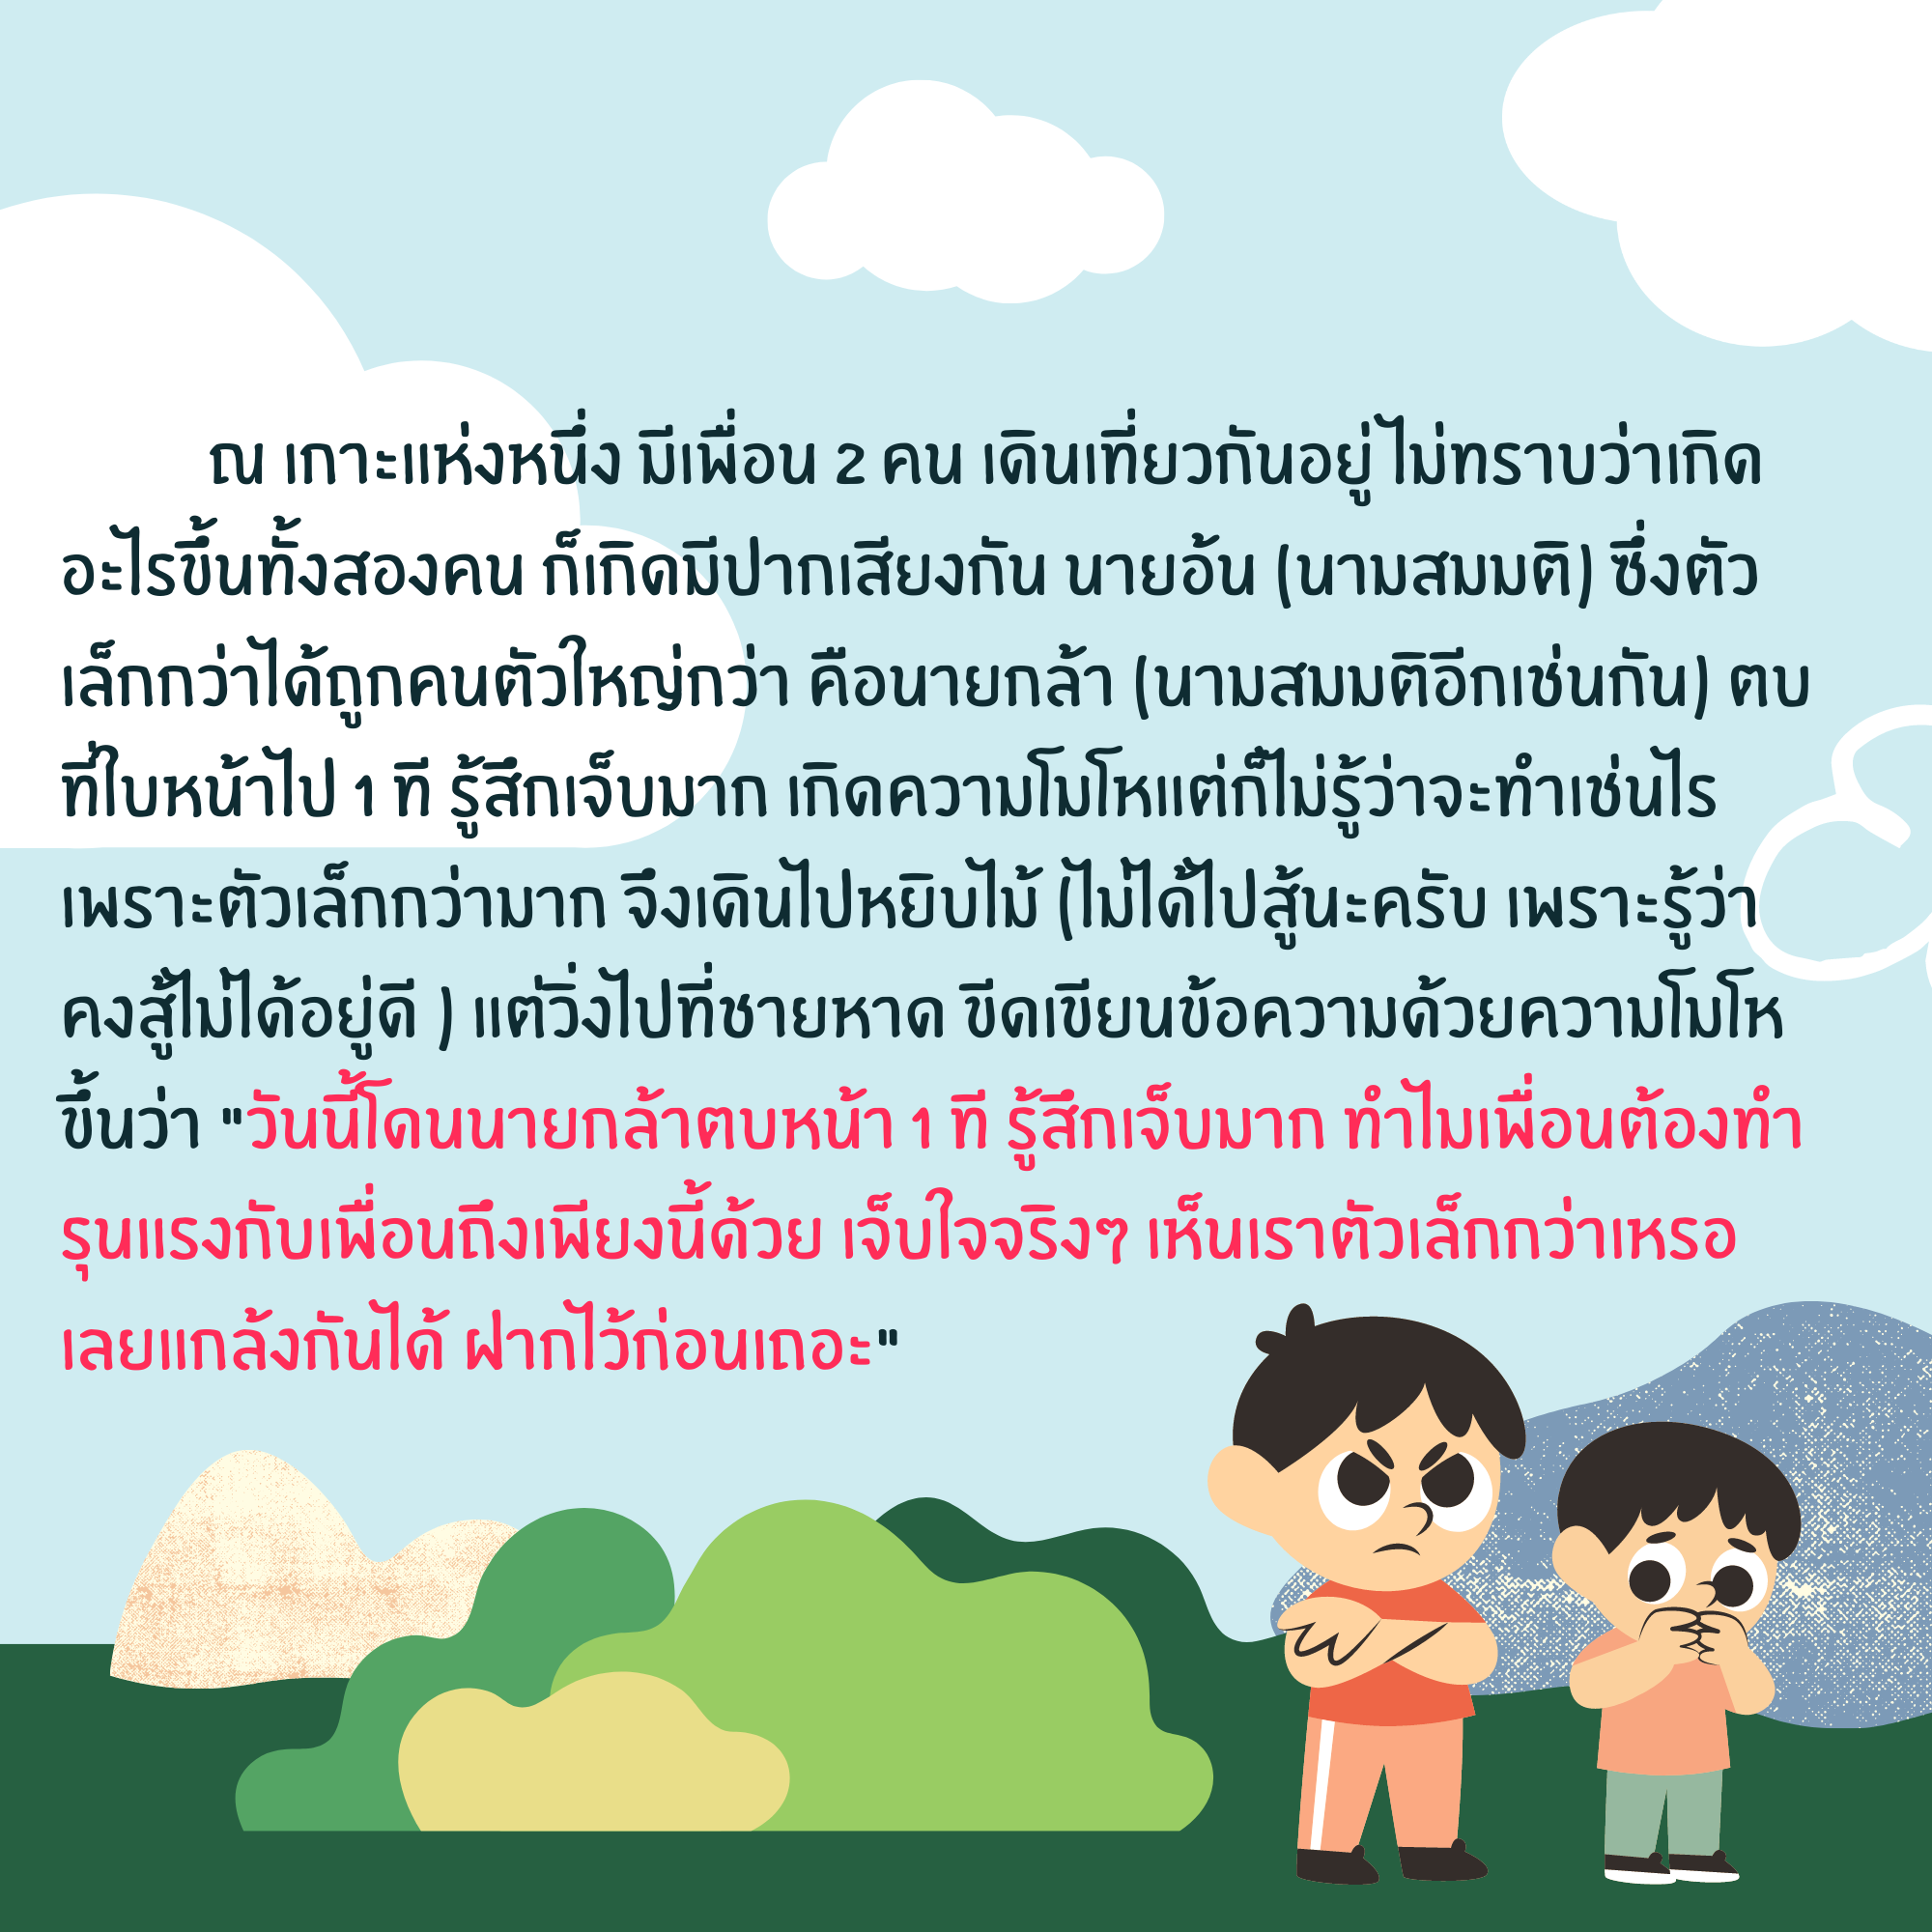 ณ เกาะแห่งหนึ่ง มีเพื่อน 2 คน เดินเที่ยวกันอยู่ ไม่ทราบว่าเกิด
อะไรขึ้นทั้งสองคน ก็เกิดมีปากเสียงกัน นายอ้น (นามสมมติ) ซึ่งตัว
เล็กกว่าได้ถูกคนตัวใหญ่กว่า คือนายกล้า (นามสมมติอีกเช่นกัน) ตบ
ที่ใบหน้าไป 1 ที รู้สึกเจ็บมาก เกิดความโมโหแต่ก็ไม่รู้ว่าจะทำเช่นไร
เพราะตัวเล็กกว่ามาก จึงเดินไปหยิบไม้ (ไม่ได้ไปสู้นะครับ เพราะรู้ว่า
คงสู้ไม่ได้อยู่ดี ) แต่วิ่งไปที่ชายหาด ขีดเขียนข้อความด้วยความโมโห
ขึ้นว่า "วันนี้โดนนายกล้าตบหน้า 1 ที รู้สึกเจ็บมาก ทำไมเพื่อนต้องทำ
รุนแรงกับเพื่อนถึงเพียงนี้ด้วย เจ็บใจจริงๆ เห็นเราตัวเล็กกว่าเหรอ
เลยแกล้งกันได้ ฝากไว้ก่อนเถอะ"